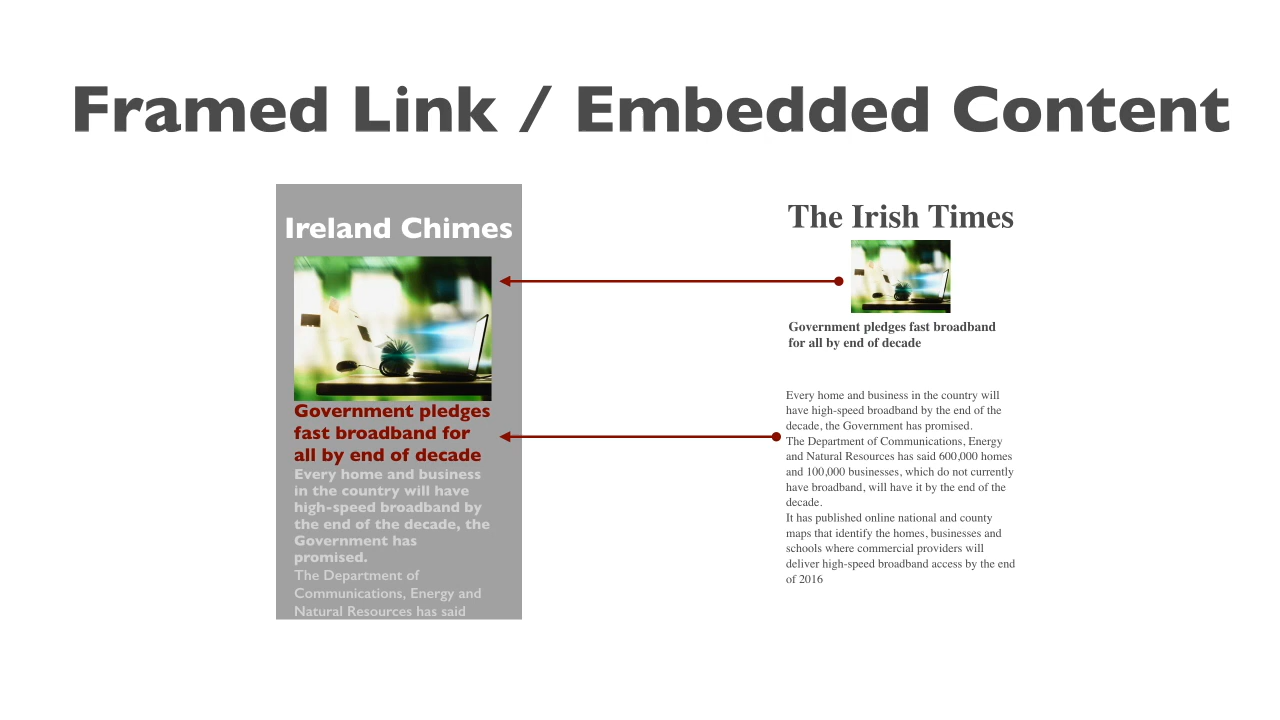 Framed Link / Embedded Content
Ireland Chimes
Government pledges
fast broadband for
all by end of decade
Every home and business
in the country will have
high-speed broadband by
the end of the decade, the
Government has
promised.
The Department of
Communications, Energy and
Natural Resources has said
The Irish Times
Government pledges fast broadband
for all by end of decade
Every home and business in the country will
have high-speed broadband by the end of the
decade, the Government has promised.
The Department of Communications, Energy
and Natural Resources has said 600,000 homes
and 100,000 businesses, which do not currently
have broadband, will have it by the end of the
decade.
It has published online national and county
maps that identify the homes, businesses and
schools where commercial providers will
deliver high-speed broadband access by the end
of 2016